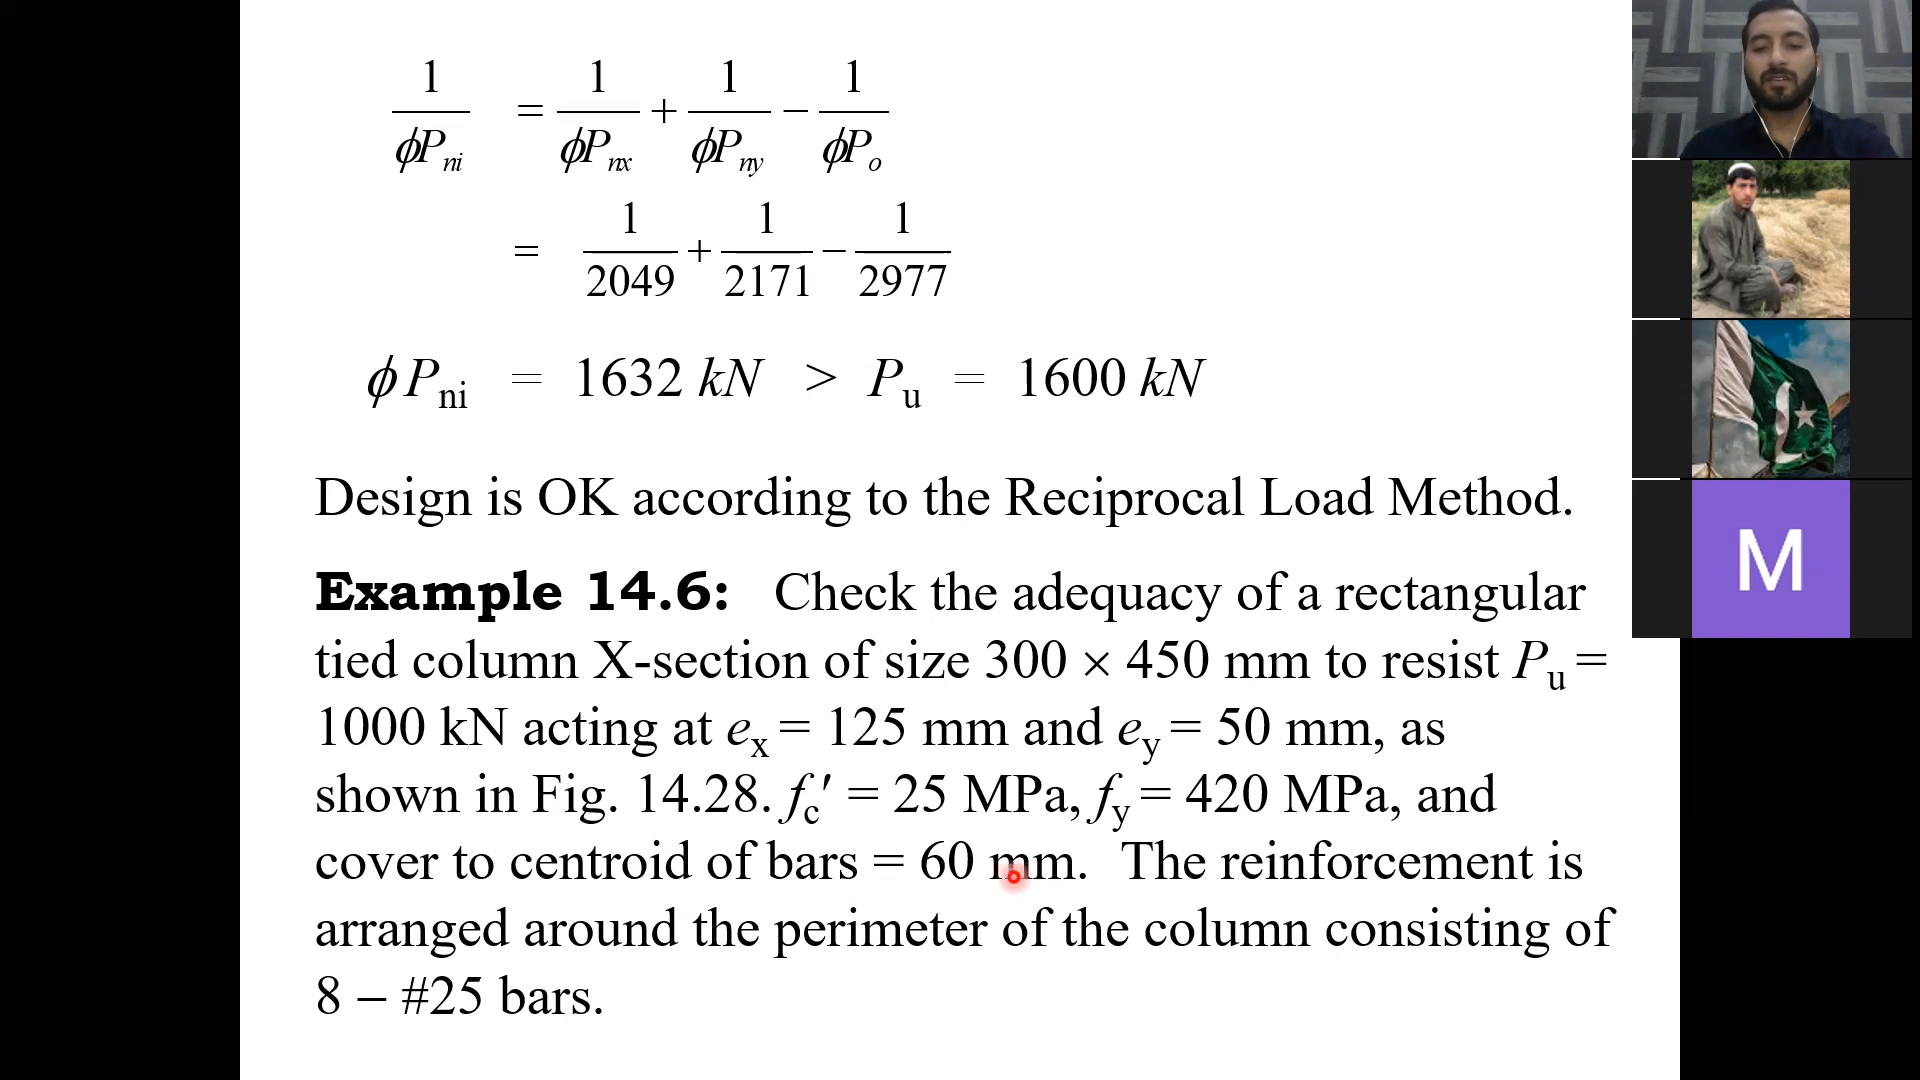 1/ϕP_ni = 1/ϕP_nx + 1/ϕP_ny − 1/ϕP_o
= 1/2049 + 1/2171 − 1/2977
ϕP_ni = 1632 kN > P_u = 1600 kN
Design is OK according to the Reciprocal Load Method.
Example 14.6: Check the adequacy of a rectangular
tied column X-section of size 300 × 450 mm to resist P_u =
1000 kN acting at e_x = 125 mm and e_y = 50 mm, as
shown in Fig. 14.28. f_c′ = 25 MPa, f_y = 420 MPa, and
cover to centroid of bars = 60 mm. The reinforcement is
arranged around the perimeter of the column consisting of
8 – #25 bars.
M